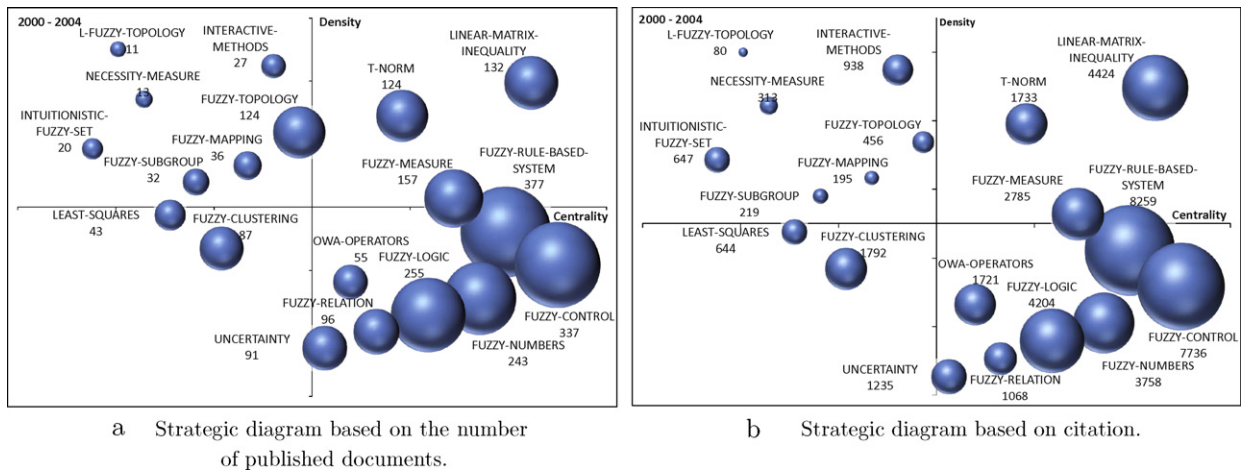 2000 - 2004
Density
L-FUZZY-TOPOLOGY
11
INTERACTIVE-
METHODS
27
LINEAR-MATRIX-
INEQUALITY
132
NECESSITY-MEASURE
13
T-NORM
124
FUZZY-TOPOLOGY
124
INTUITIONISTIC-
FUZZY-SET
20
FUZZY-MAPPING
36
FUZZY-SUBGROUP
32
FUZZY-MEASURE
157
FUZZY-RULE-BASED-
SYSTEM
377
LEAST-SQUARES
43
FUZZY-CLUSTERING
87
Centrality
OWA-OPERATORS
55
FUZZY-LOGIC
255
FUZZY-RELATION
96
UNCERTAINTY
91
FUZZY-CONTROL
337
FUZZY-NUMBERS
243
a Strategic diagram based on the number
of published documents.
2000 - 2004
Density
L-FUZZY-TOPOLOGY
80
INTERACTIVE-
METHODS
938
LINEAR-MATRIX-
INEQUALITY
4424
NECESSITY-MEASURE
313
T-NORM
1733
INTUITIONISTIC-
FUZZY-SET
647
FUZZY-TOPOLOGY
456
FUZZY-MAPPING
195
FUZZY-SUBGROUP
219
FUZZY-MEASURE
2785
FUZZY-RULE-BASED-
SYSTEM
8259
LEAST-SQUARES
644
FUZZY-CLUSTERING
1792
Centrality
OWA-OPERATORS
1721
FUZZY-LOGIC
4204
FUZZY-CONTROL
7736
UNCERTAINTY
1235
FUZZY-RELATION
1068
FUZZY-NUMBERS
3758
b Strategic diagram based on citation.